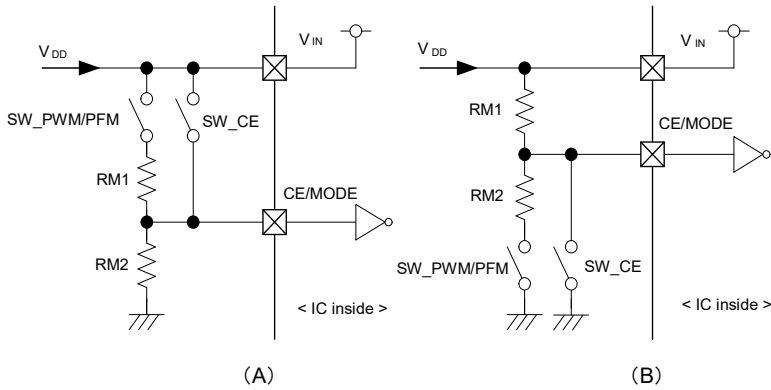 V DD
V IN
SW_PWM/PFM
SW_CE
RM1
CE/MODE
RM2
< IC inside >
(A)
V DD
V IN
RM1
CE/MODE
RM2
SW_PWM/PFM
SW_CE
< IC inside >
(B)